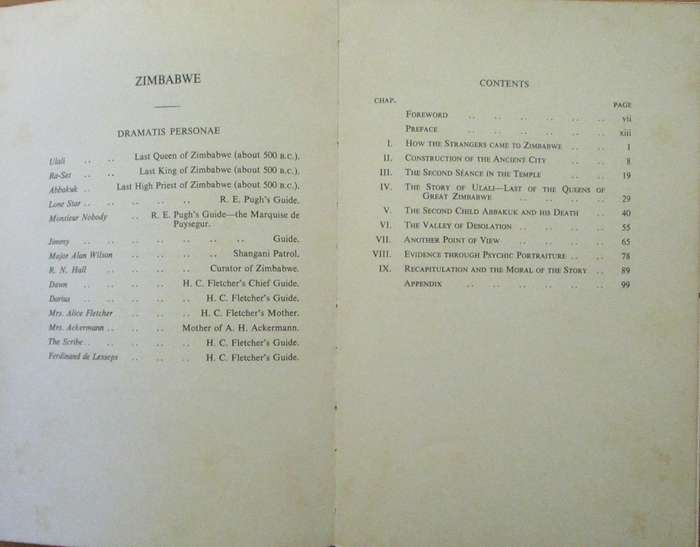 ZIMBABWE
DRAMATIS PERSONAE
Ulali .. .. Last Queen of Zimbabwe (about 500 B.C.).
Ra-Set .. .. Last King of Zimbabwe (about 500 B.C.).
Abbakuk .. Last High Priest of Zimbabwe (about 500 B.C.).
Lone Star .. .. .. .. .. R. E. Pugh's Guide.
Monsieur Nobody .. R. E. Pugh's Guide—the Marquise de
Puysegur.
Jimmy .. .. .. .. .. .. .. Guide.
Major Alan Wilson .. .. .. .. Shangani Patrol.
R. N. Hall .. .. .. .. Curator of Zimbabwe.
Dawn .. .. .. .. H. C. Fletcher's Chief Guide.
Darius .. .. .. .. H. C. Fletcher's Guide.
Mrs. Alice Fletcher .. .. .. H. C. Fletcher's Mother.
Mrs. Ackermann .. .. .. Mother of A. H. Ackermann.
The Scribe .. .. .. .. H. C. Fletcher's Guide.
Ferdinand de Lesseps .. .. .. H. C. Fletcher's Guide.
CONTENTS
CHAP. PAGE
FOREWORD .. .. .. .. .. .. vii
PREFACE .. .. .. .. .. .. xiii
I. HOW THE STRANGERS CAME TO ZIMBABWE .. .. 1
II. CONSTRUCTION OF THE ANCIENT CITY .. .. 8
III. THE SECOND SÉANCE IN THE TEMPLE .. .. 19
IV. THE STORY OF ULALI—LAST OF THE QUEENS OF
GREAT ZIMBABWE .. .. .. .. 29
V. THE SECOND CHILD ABBAKUK AND HIS DEATH .. 40
VI. THE VALLEY OF DESOLATION .. .. .. 55
VII. ANOTHER POINT OF VIEW .. .. .. .. 65
VIII. EVIDENCE THROUGH PSYCHIC PORTRAITURE .. .. 78
IX. RECAPITULATION AND THE MORAL OF THE STORY .. 89
APPENDIX .. .. .. .. .. .. 99